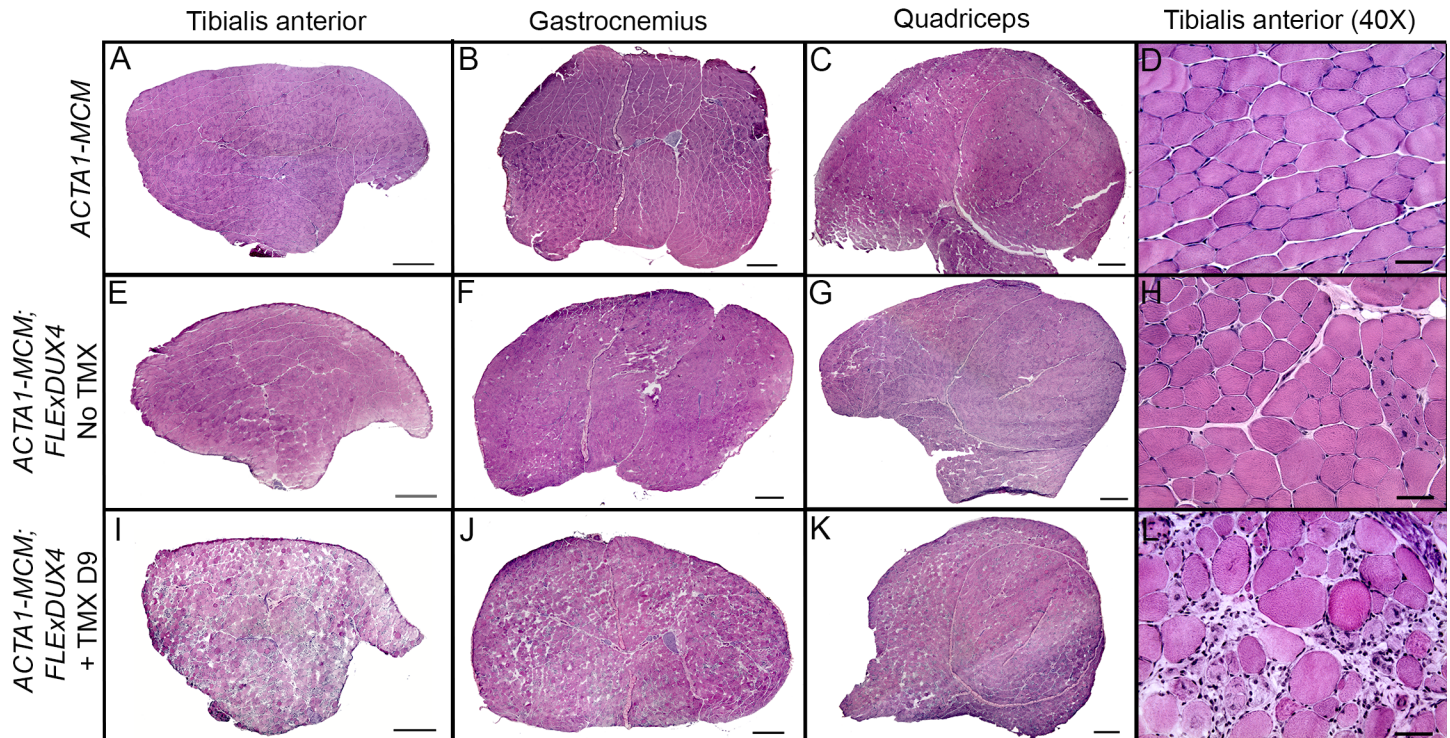 Tibialis anterior
Gastrocnemius
Quadriceps
Tibialis anterior (40X)
ACTA1-MCM
A
B
C
D
ACTA1-MCM;
FLExDUX4
No TMX
E
F
G
H
ACTA1-MCM;
FLExDUX4
+ TMX D9
I
J
K
L